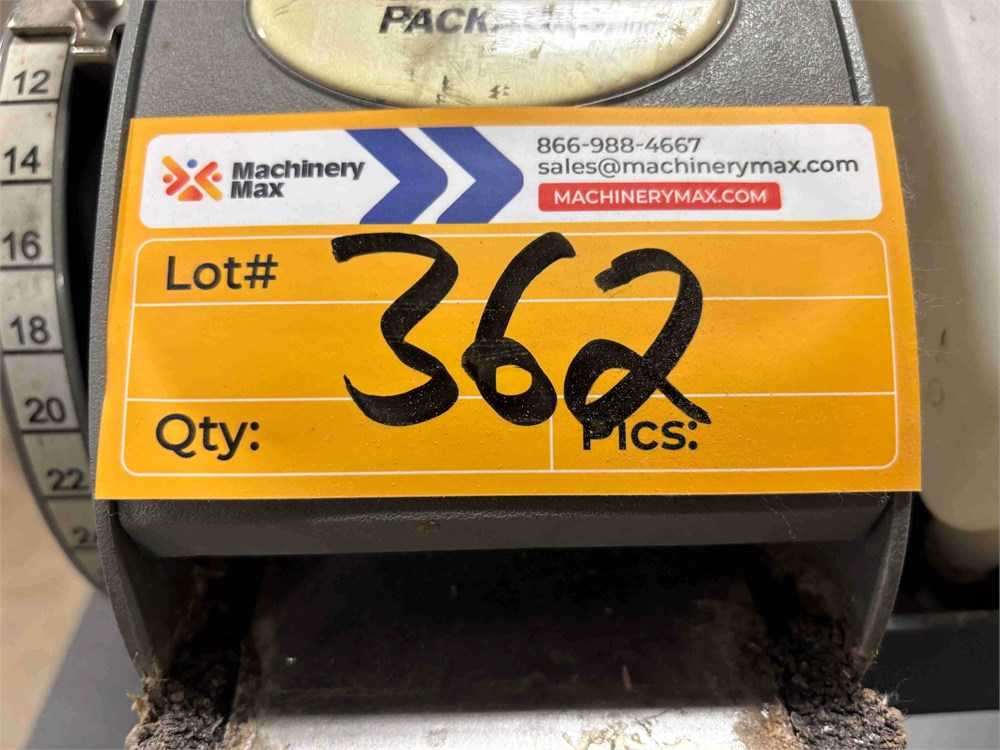 12
14
16
18
20
22
Machinery
Max
866-988-4667
sales@machinerymax.com
MACHINERYMAX.COM
Lot#
362
Qty:
Pics: